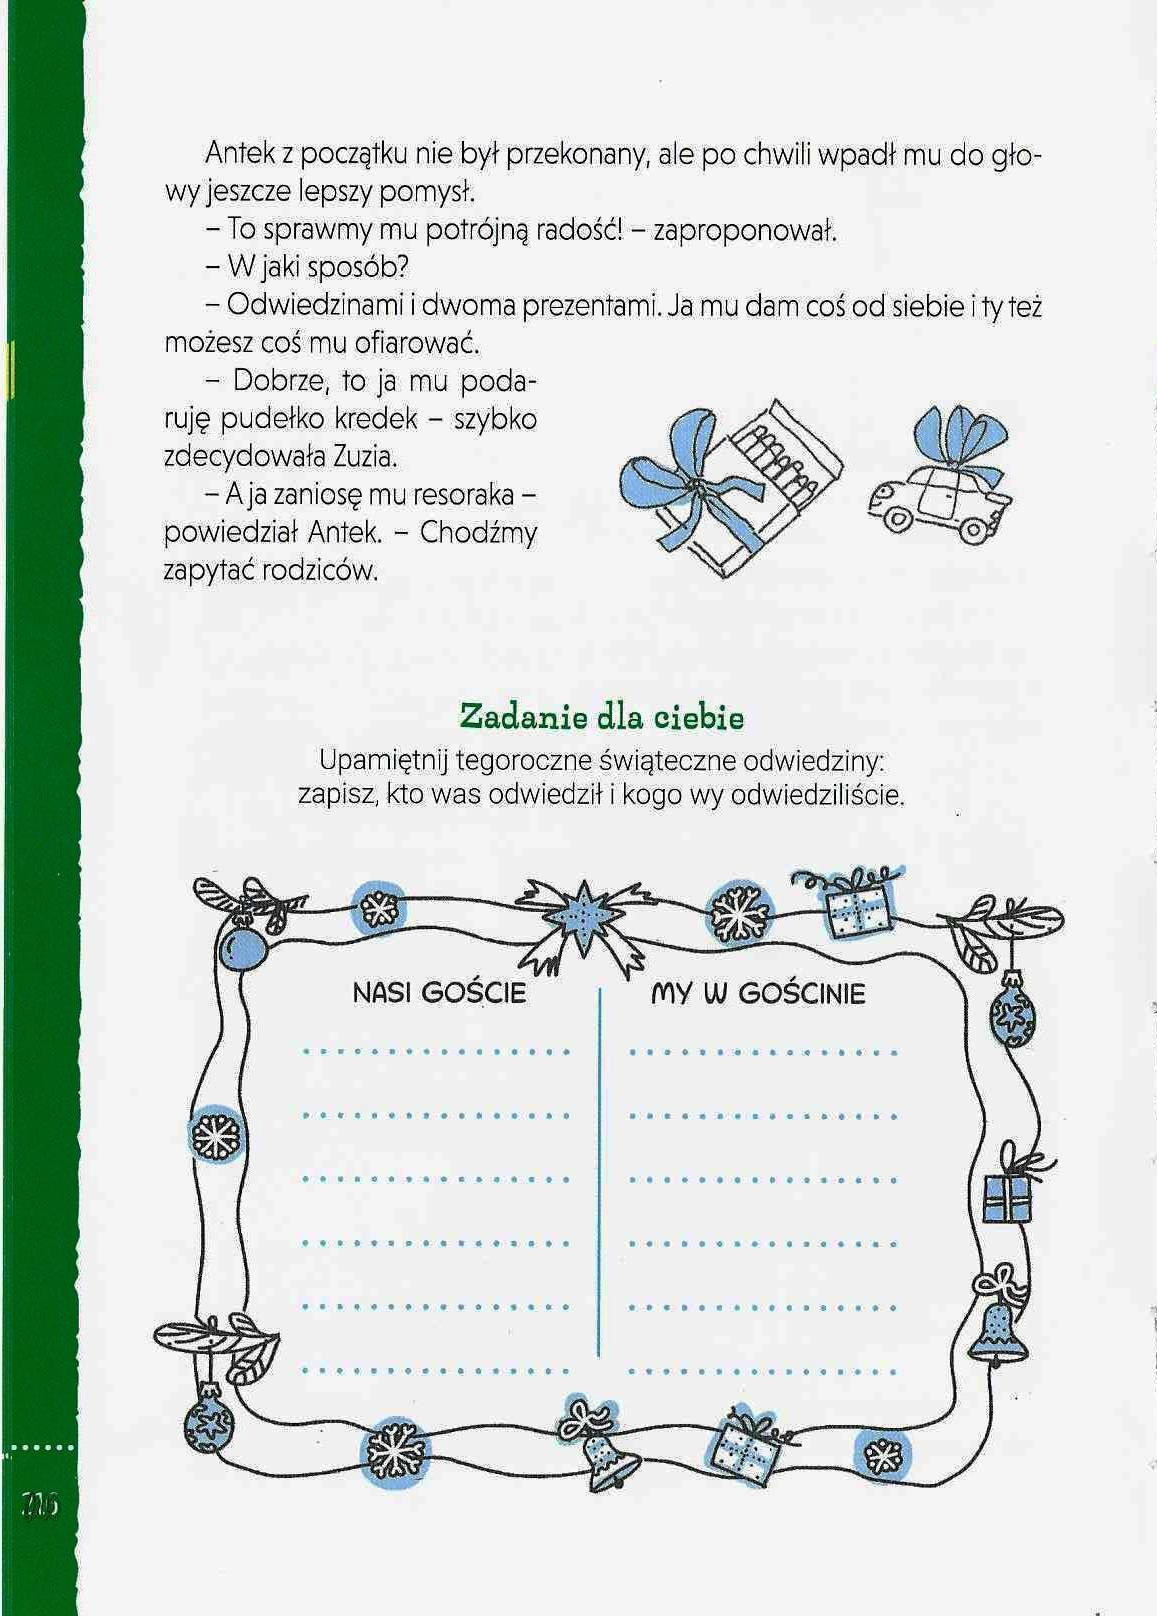 Antek z początku nie był przekonany, ale po chwili wpadł mu do gło-
wy jeszcze lepszy pomysł.
– To sprawmy mu potrójną radość! – zaproponował.
– W jaki sposób?
– Odwiedzinami i dwoma prezentami. Ja mu dam coś od siebie i ty też
możesz coś mu ofiarować.
– Dobrze, to ja mu poda-
ruję pudełko kredek – szybko
zdecydowała Zuzia.
– A ja zaniosę mu resoraka –
powiedział Antek. – Chodźmy
zapytać rodziców.
Zadanie dla ciebie
Upamiętnij tegoroczne świąteczne odwiedziny:
zapisz, kto was odwiedził i kogo wy odwiedziliście.
NASI GOŚCIE
MY W GOŚCINIE